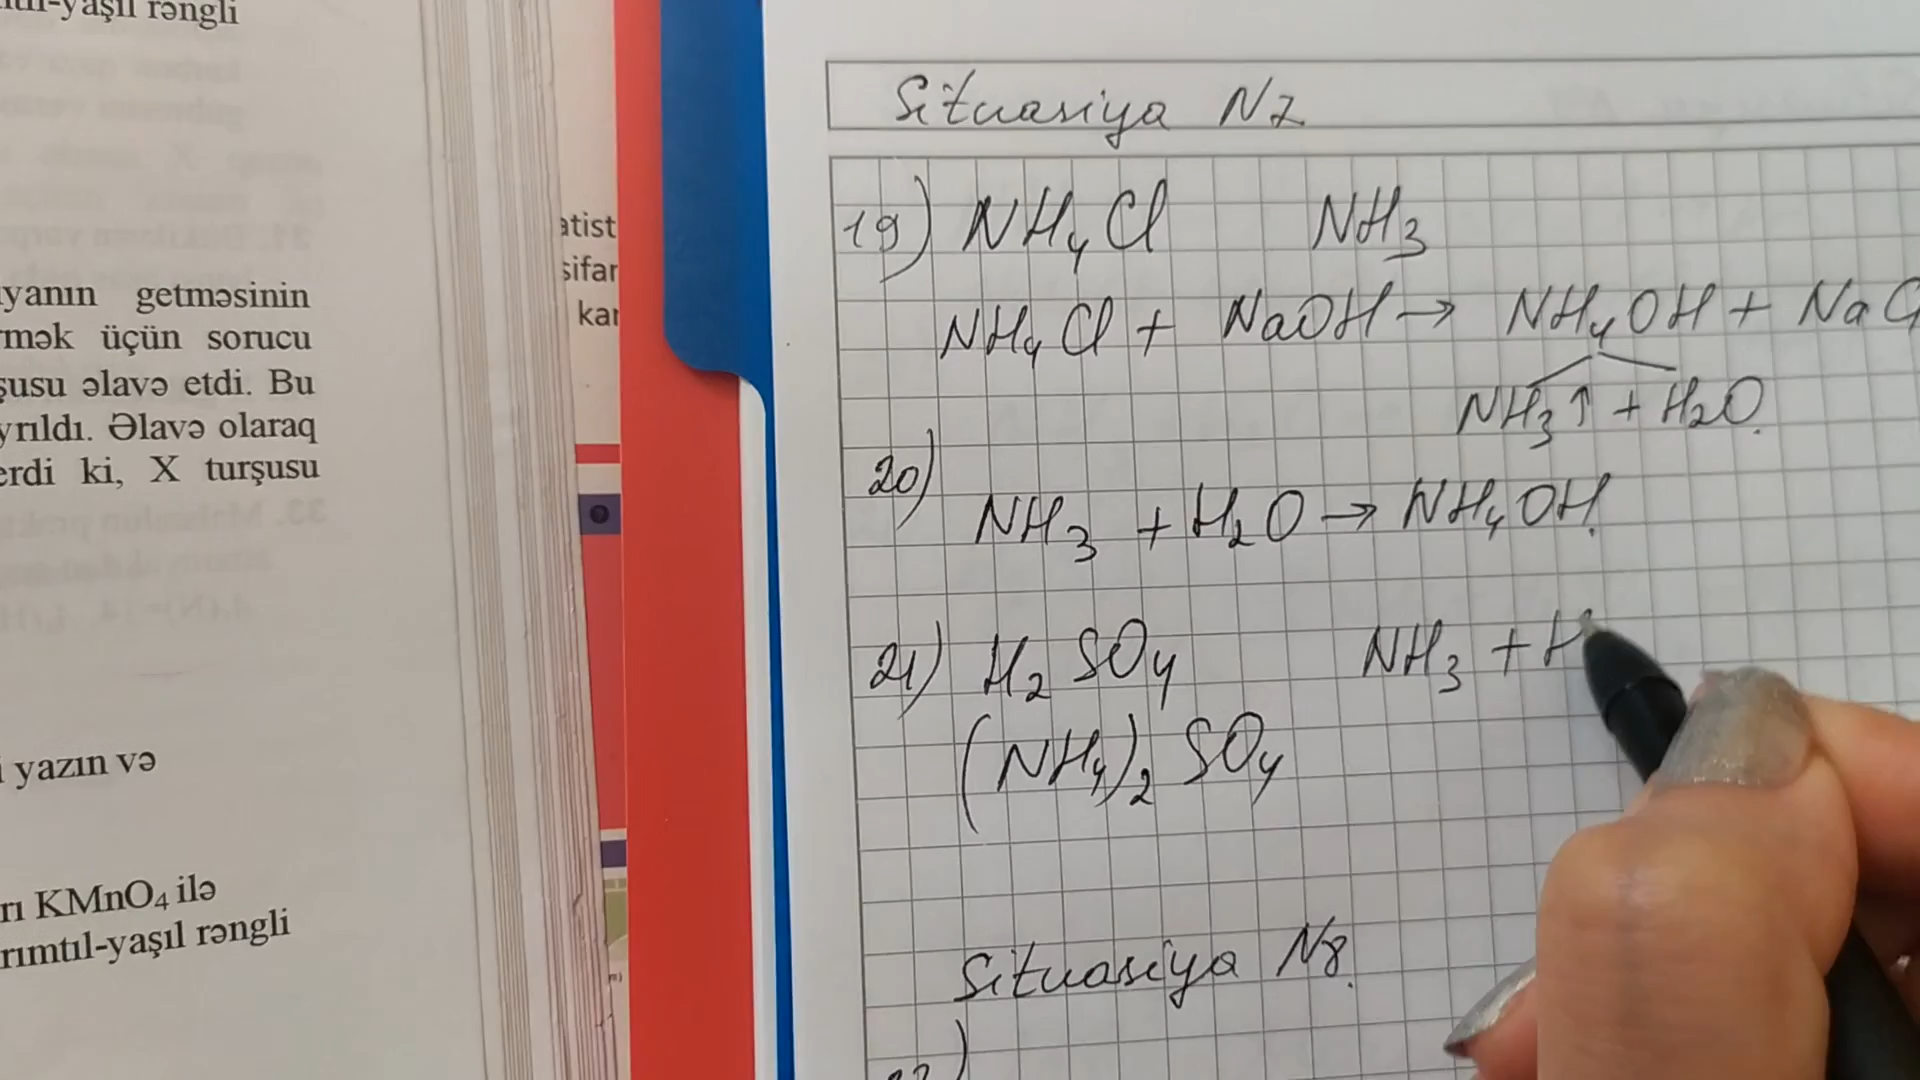 rəngli
yanın getməsinin
mək üçün sorucu
şusu əlavə etdi. Bu
yrıldı. Əlavə olaraq
erdi ki, X turşusu
yazın və
rı KMnO₄ ilə
rımtıl-yaşıl rəngli
atist
sifar
kar
Situasiya N7
19) NH₄Cl NH₃
NH₄Cl + NaOH → NH₄OH + NaC
NH₃↑ + H₂O.
20) NH₃ + H₂O → NH₄OH.
21) H₂SO₄ NH₃ + H
(NH₄)₂SO₄
Situasiya N8.